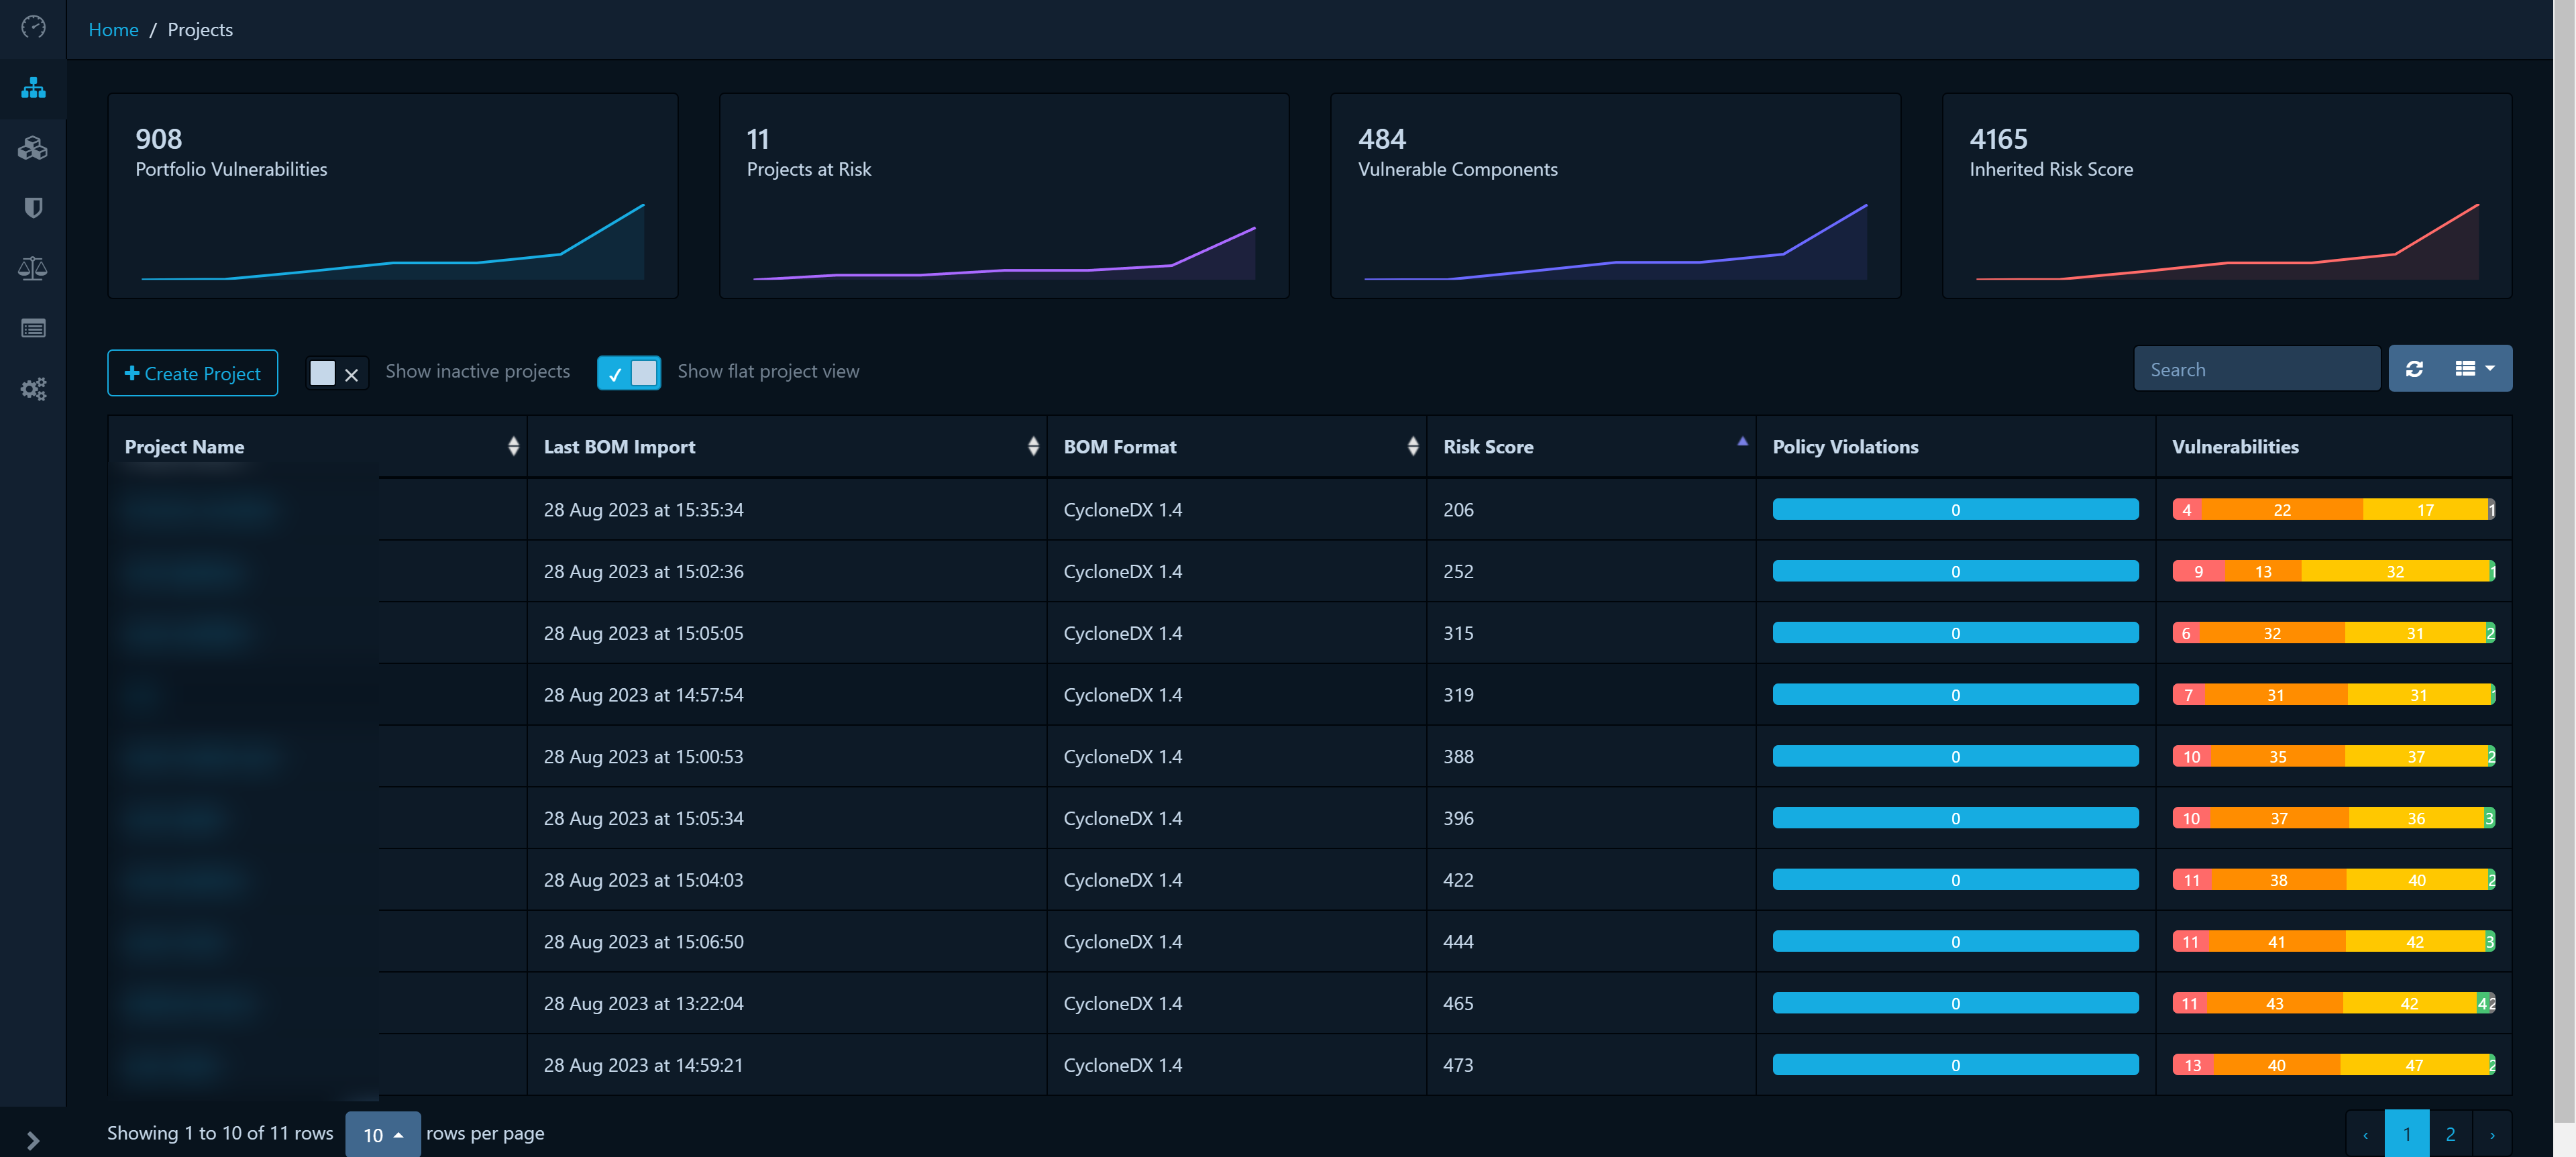 Home / Projects
908
Portfolio Vulnerabilities
11
Projects at Risk
484
Vulnerable Components
4165
Inherited Risk Score
Create Project Show inactive projects Show flat project view Search
Project Name Last BOM Import BOM Format Risk Score Policy Violations Vulnerabilities
28 Aug 2023 at 15:35:34 CycloneDX 1.4 206 0 4 22 17 1
28 Aug 2023 at 15:02:36 CycloneDX 1.4 252 0 9 13 32 1
28 Aug 2023 at 15:05:05 CycloneDX 1.4 315 0 6 32 31 2
28 Aug 2023 at 14:57:54 CycloneDX 1.4 319 0 7 31 31 1
28 Aug 2023 at 15:00:53 CycloneDX 1.4 388 0 10 35 37 2
28 Aug 2023 at 15:05:34 CycloneDX 1.4 396 0 10 37 36 3
28 Aug 2023 at 15:04:03 CycloneDX 1.4 422 0 11 38 40 2
28 Aug 2023 at 15:06:50 CycloneDX 1.4 444 0 11 41 42 3
28 Aug 2023 at 13:22:04 CycloneDX 1.4 465 0 11 43 42 4 2
28 Aug 2023 at 14:59:21 CycloneDX 1.4 473 0 13 40 47 2
Showing 1 to 10 of 11 rows 10 rows per page ‹ 1 2 ›